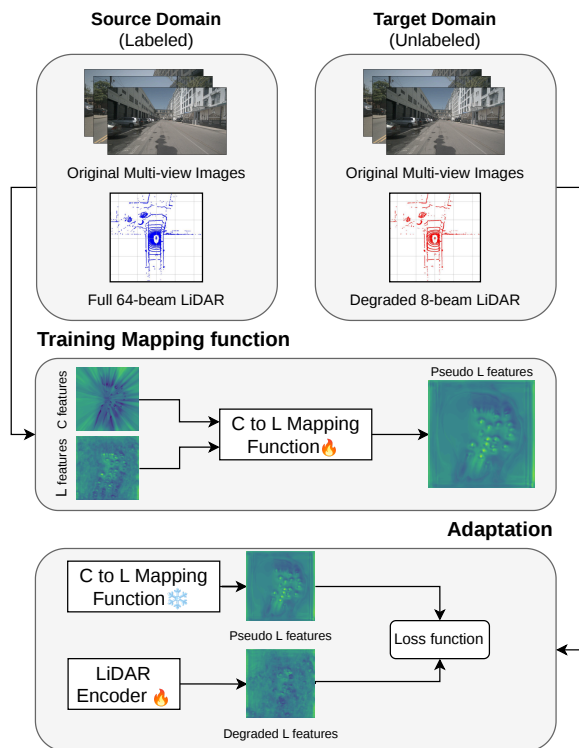 Source Domain
(Labeled)
Target Domain
(Unlabeled)
Original Multi-view Images
Original Multi-view Images
Full 64-beam LiDAR
Degraded 8-beam LiDAR
Training Mapping function
C features
L features
C to L Mapping
Function🔥
Pseudo L features
Adaptation
C to L Mapping
Function❄️
Pseudo L features
Loss function
LiDAR
Encoder 🔥
Degraded L features